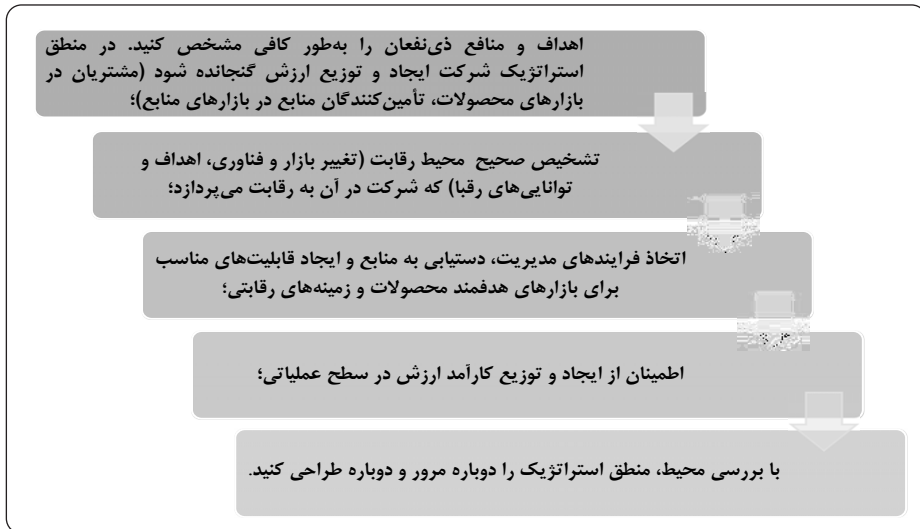 اهداف و منافع ذی‌نفعان را به‌طور کافی مشخص کنید. در منطق
استراتژیک شرکت ایجاد و توزیع ارزش گنجانده شود (مشتریان در
بازارهای محصولات، تأمین‌کنندگان منابع در بازارهای منابع)؛
تشخیص صحیح محیط رقابت (تغییر بازار و فناوری، اهداف و
توانایی‌های رقبا) که شرکت در آن به رقابت می‌پردازد؛
اتخاذ فرایندهای مدیریت، دستیابی به منابع و ایجاد قابلیت‌های مناسب
برای بازارهای هدفمند محصولات و زمینه‌های رقابتی؛
اطمینان از ایجاد و توزیع کارآمد ارزش در سطح عملیاتی؛
با بررسی محیط، منطق استراتژیک را دوباره مرور و دوباره طراحی کنید.